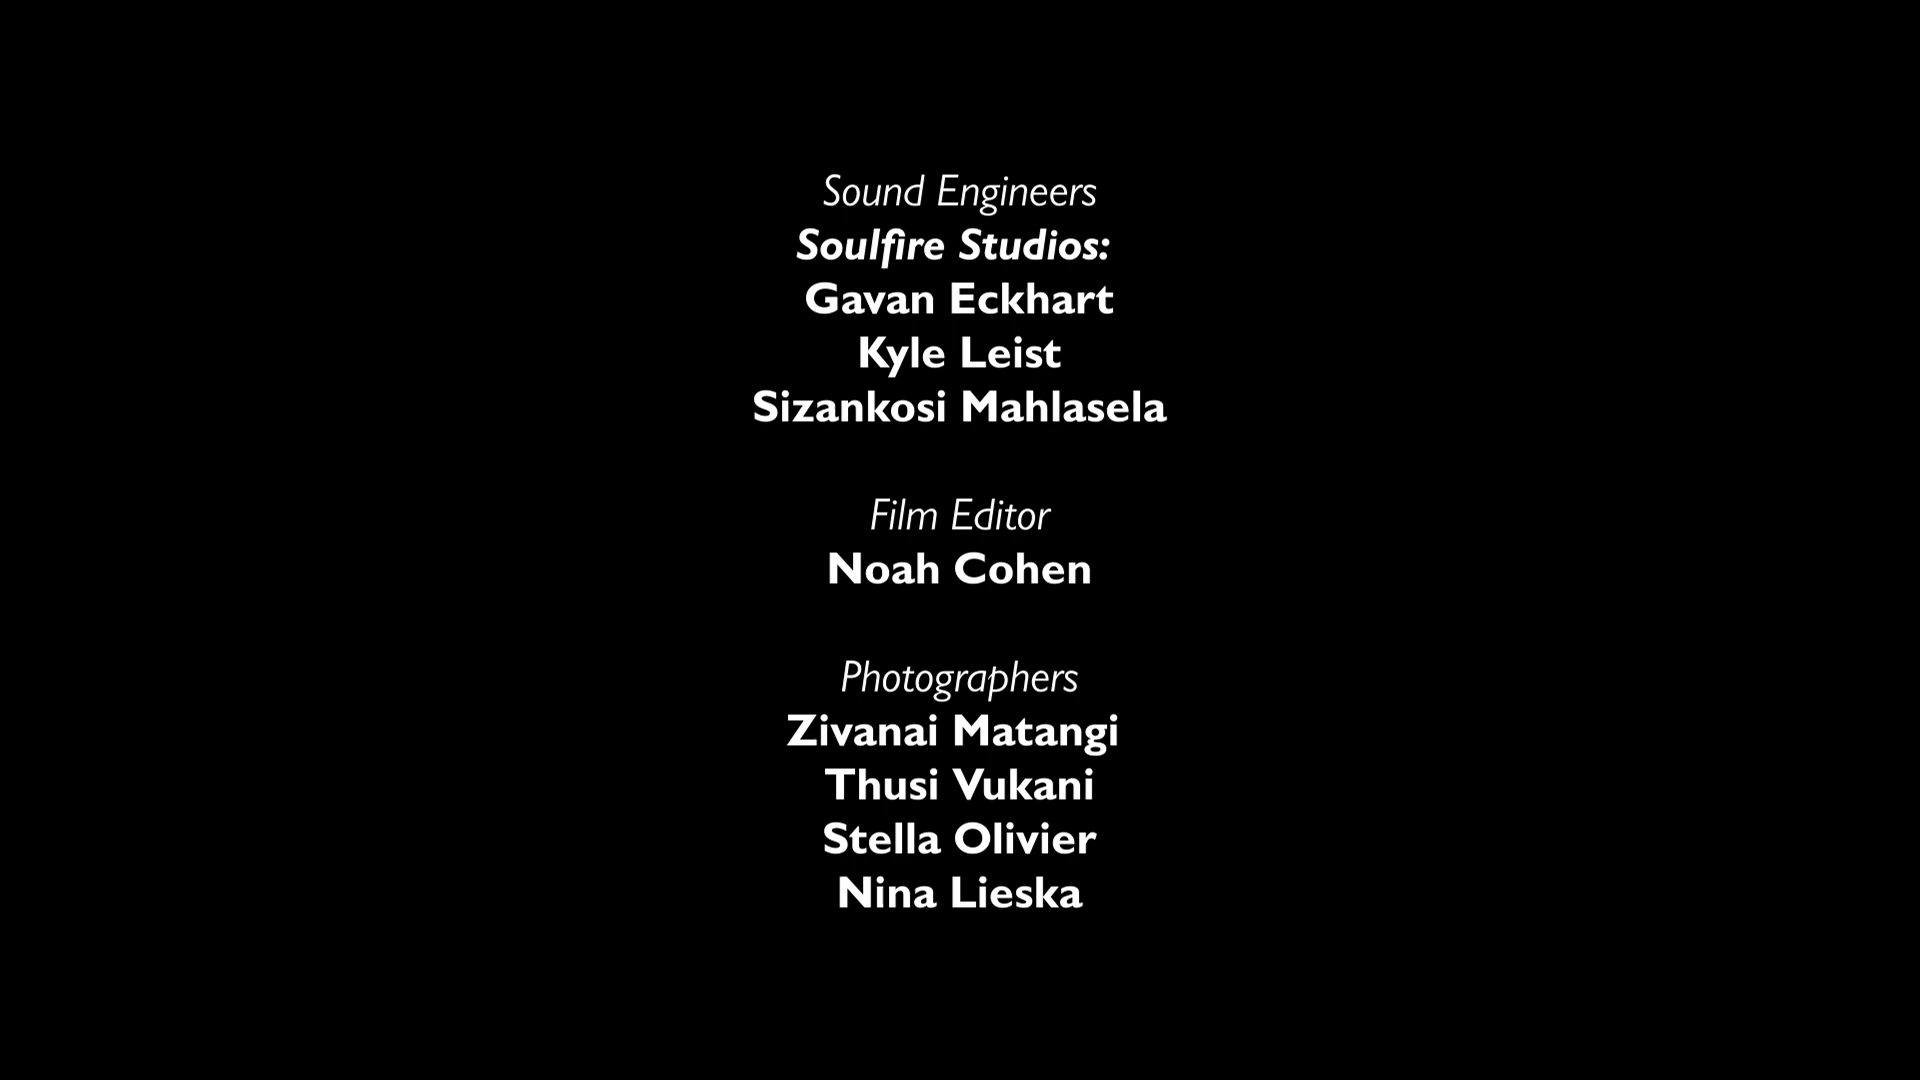 Sound Engineers
Soulfire Studios:
Gavan Eckhart
Kyle Leist
Sizankosi Mahlasela
Film Editor
Noah Cohen
Photographers
Zivanai Matangi
Thusi Vukani
Stella Olivier
Nina Lieska